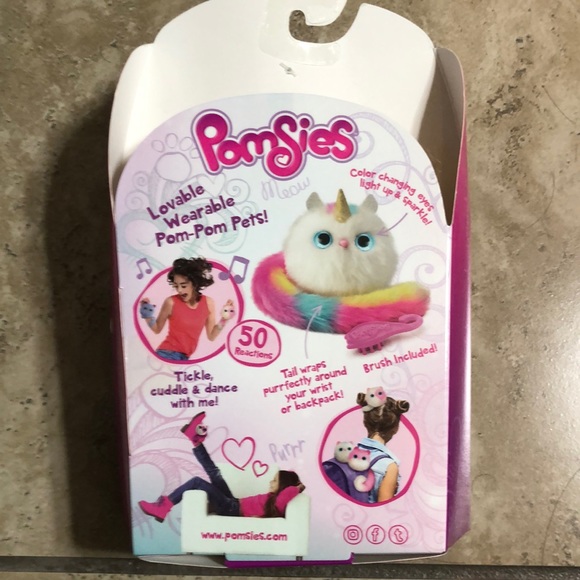 Pomsies
Meow!
Lovable
Wearable
Pom-Pom Pets!
Color changing eyes
light up & sparkle!
50
Reactions
Tickle,
cuddle & dance
with me!
Tail wraps
purrfectly around
your wrist
or backpack!
Brush Included!
Purrr
www.pomsies.com